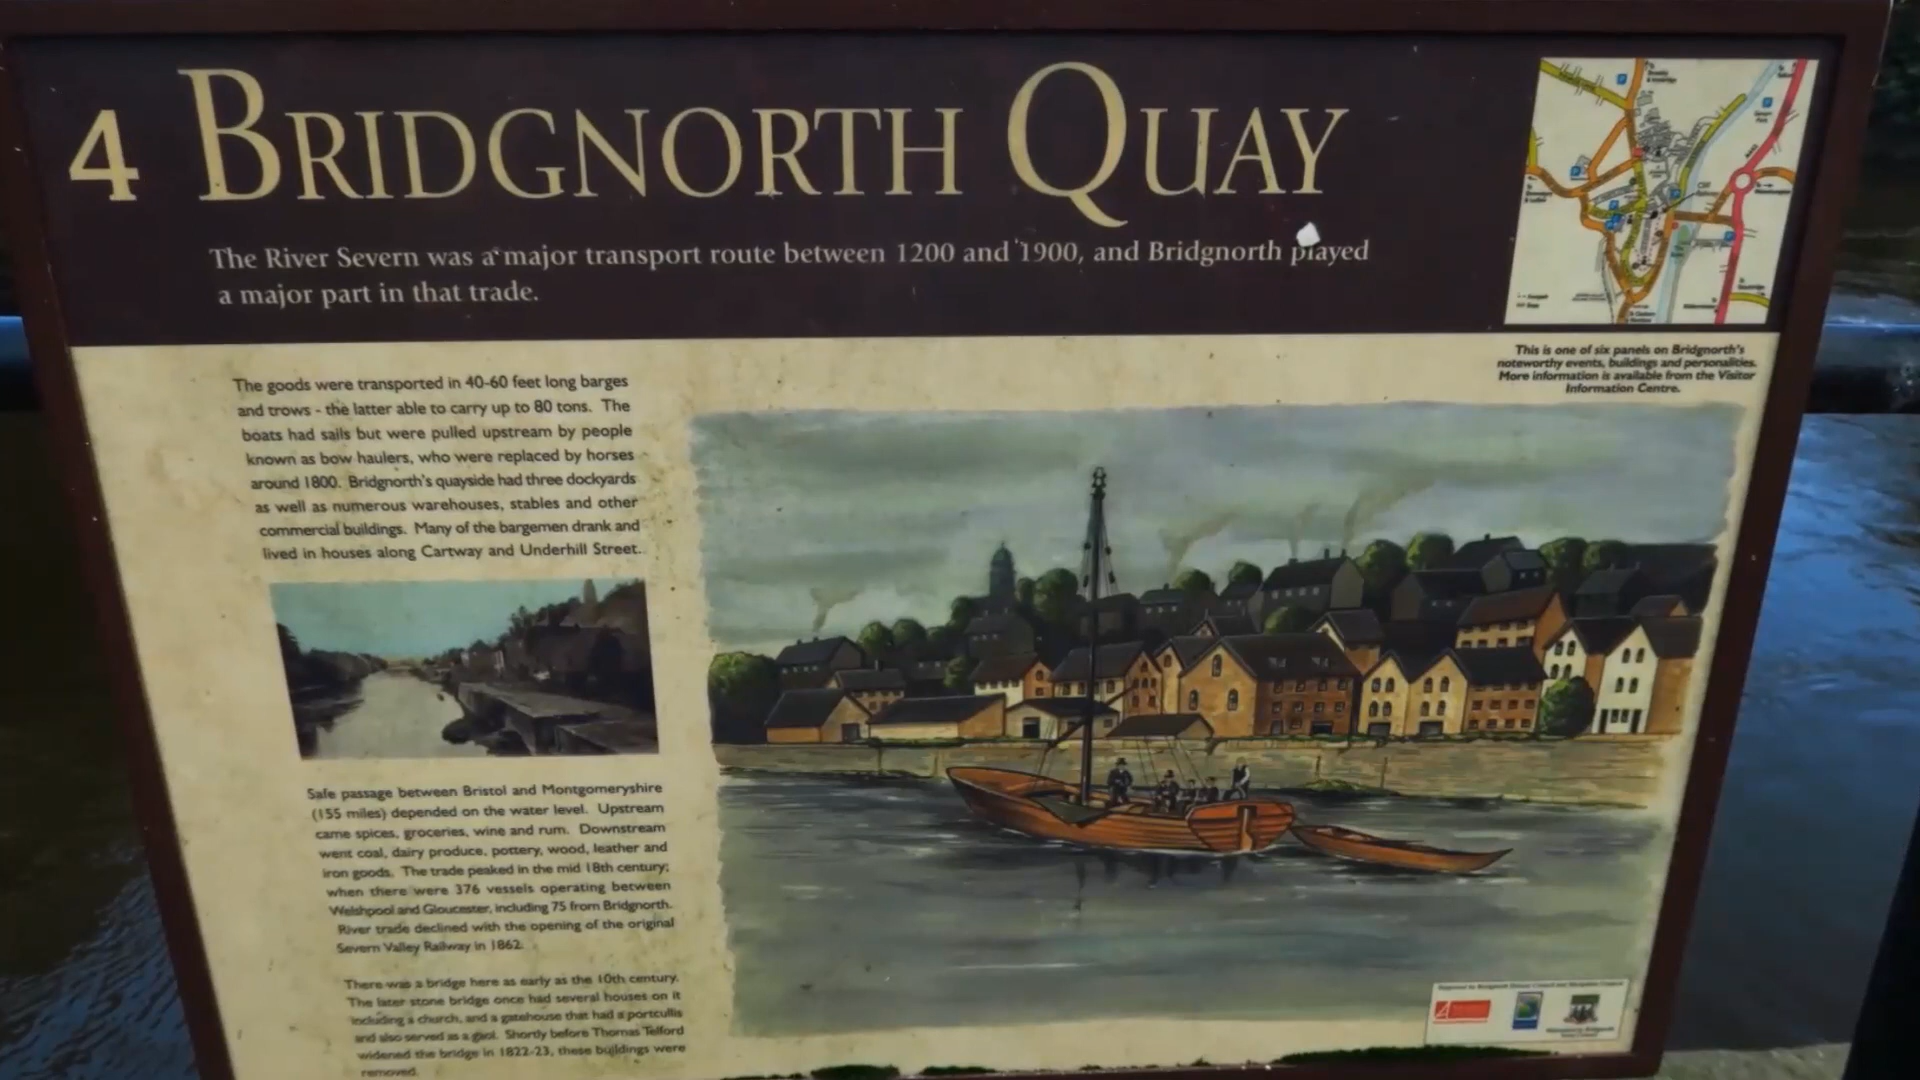 4 BRIDGNORTH QUAY
The River Severn was a major transport route between 1200 and 1900, and Bridgnorth played
a major part in that trade.
This is one of six panels on Bridgnorth's
noteworthy events, buildings and personalities.
More information is available from the Visitor
Information Centre.
The goods were transported in 40-60 feet long barges
and trows - the latter able to carry up to 80 tons. The
boats had sails but were pulled upstream by people
known as bow haulers, who were replaced by horses
around 1800. Bridgnorth's quayside had three dockyards
as well as numerous warehouses, stables and other
commercial buildings. Many of the bargemen drank and
lived in houses along Cartway and Underhill Street.
Safe passage between Bristol and Montgomeryshire
(155 miles) depended on the water level. Upstream
came spices, groceries, wine and rum. Downstream
went coal, dairy produce, pottery, wood, leather and
iron goods. The trade peaked in the mid 18th century;
when there were 376 vessels operating between
Welshpool and Gloucester, including 75 from Bridgnorth.
River trade declined with the opening of the original
Severn Valley Railway in 1862.
There was a bridge here as early as the 10th century.
The later stone bridge once had several houses on it
including a church, and a gatehouse that had a portcullis
and also served as a gaol. Shortly before Thomas Telford
widened the bridge in 1822-23, these buildings were
removed.